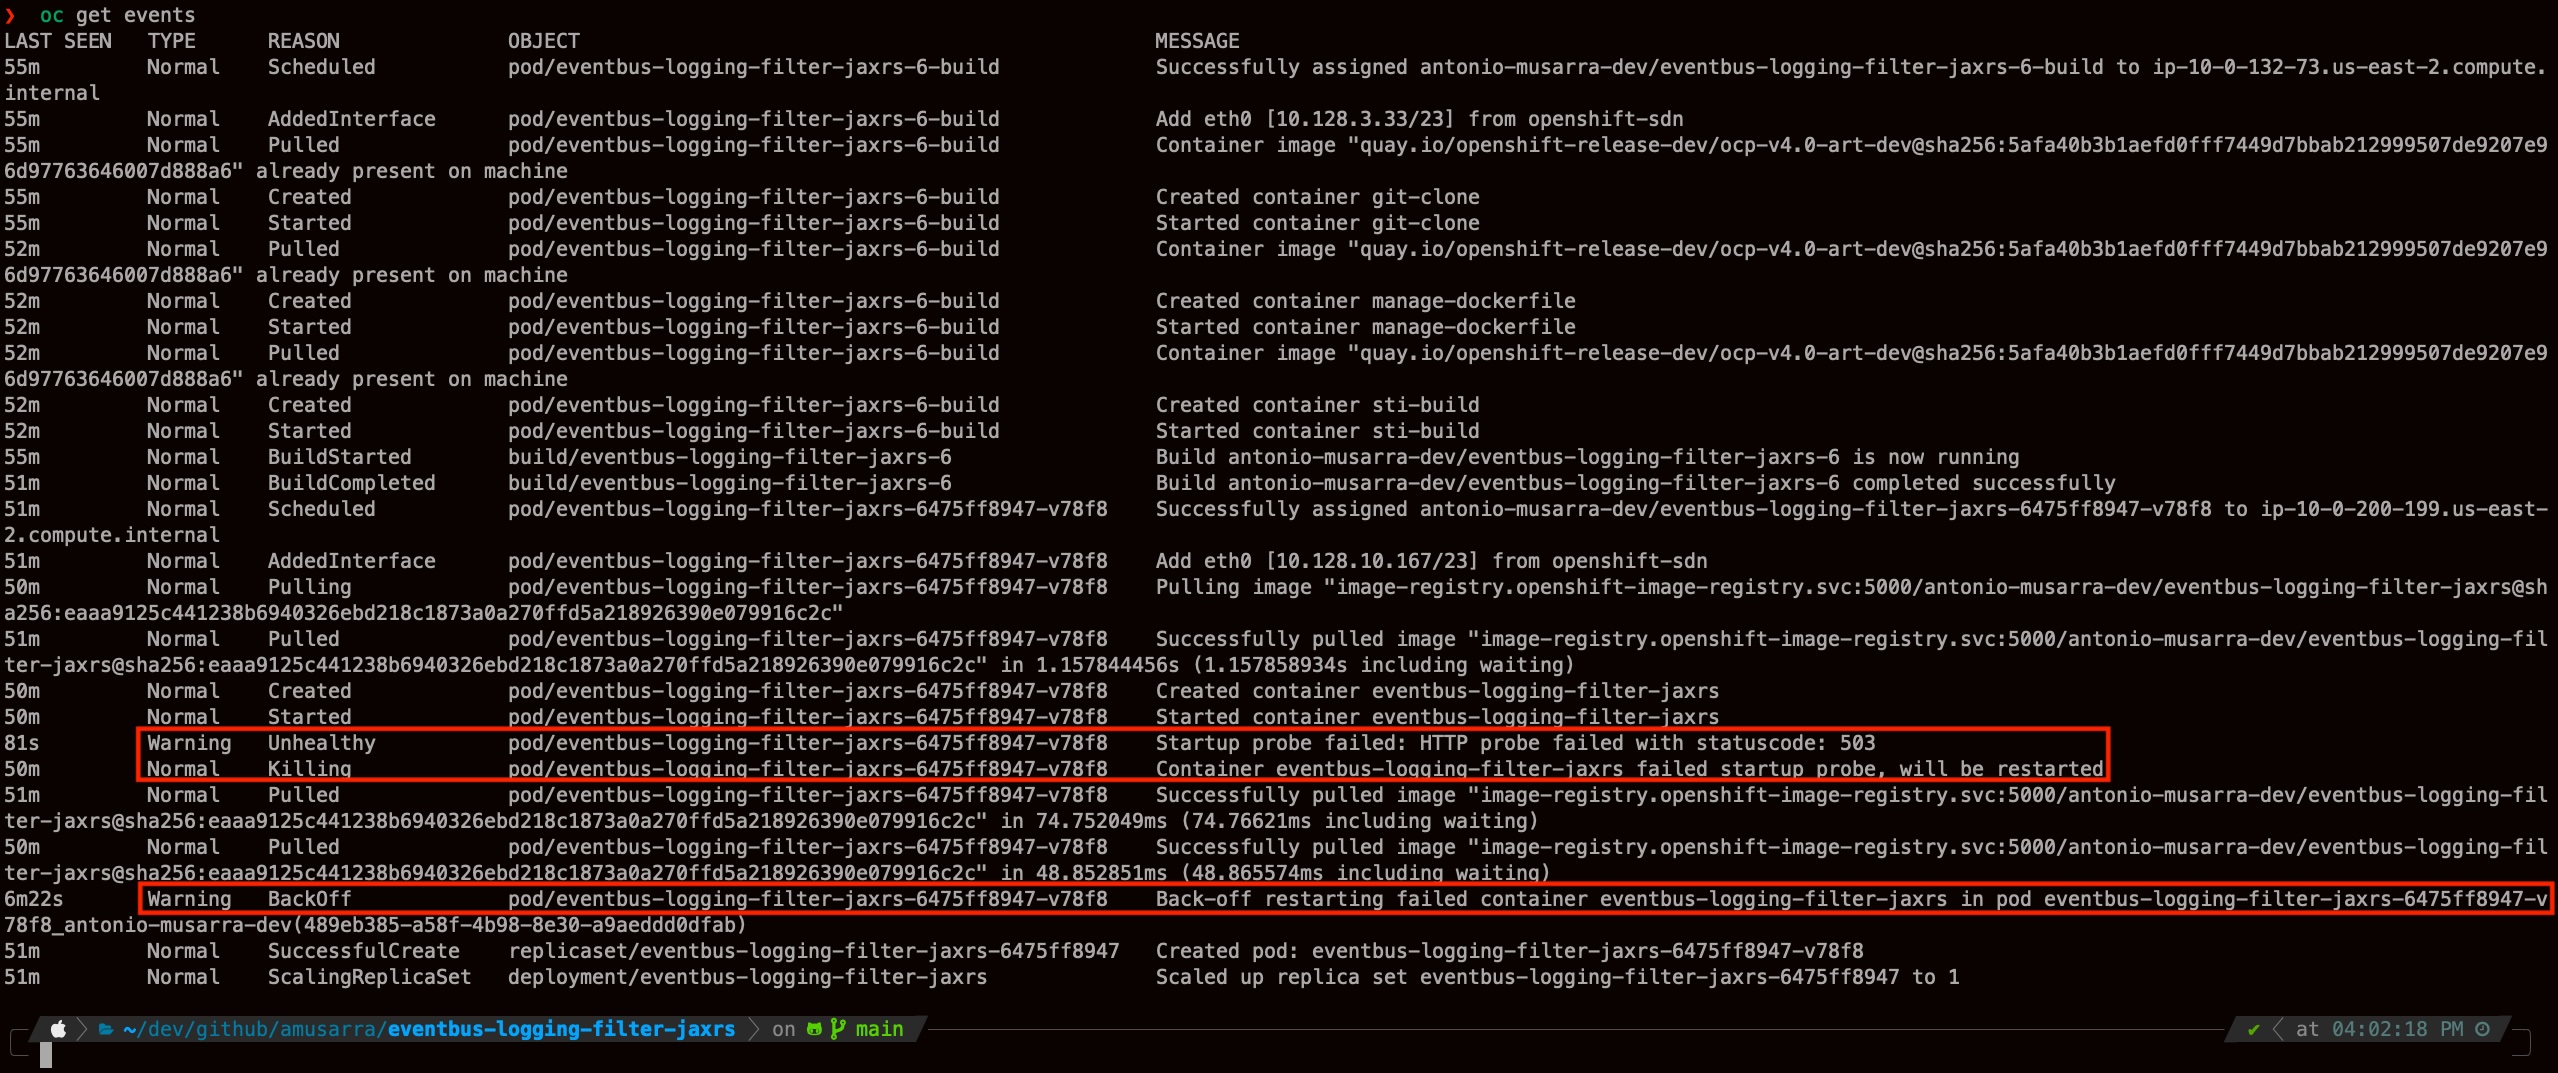 ❯ oc get events
LAST SEEN TYPE REASON OBJECT MESSAGE
55m Normal Scheduled pod/eventbus-logging-filter-jaxrs-6-build Successfully assigned antonio-musarra-dev/eventbus-logging-filter-jaxrs-6-build to ip-10-0-132-73.us-east-2.compute.
internal
55m Normal AddedInterface pod/eventbus-logging-filter-jaxrs-6-build Add eth0 [10.128.3.33/23] from openshift-sdn
55m Normal Pulled pod/eventbus-logging-filter-jaxrs-6-build Container image "quay.io/openshift-release-dev/ocp-v4.0-art-dev@sha256:5afa40b3b1aefd0fff7449d7bbab212999507de9207e9
6d97763646007d888a6" already present on machine
55m Normal Created pod/eventbus-logging-filter-jaxrs-6-build Created container git-clone
55m Normal Started pod/eventbus-logging-filter-jaxrs-6-build Started container git-clone
52m Normal Pulled pod/eventbus-logging-filter-jaxrs-6-build Container image "quay.io/openshift-release-dev/ocp-v4.0-art-dev@sha256:5afa40b3b1aefd0fff7449d7bbab212999507de9207e9
6d97763646007d888a6" already present on machine
52m Normal Created pod/eventbus-logging-filter-jaxrs-6-build Created container manage-dockerfile
52m Normal Started pod/eventbus-logging-filter-jaxrs-6-build Started container manage-dockerfile
52m Normal Pulled pod/eventbus-logging-filter-jaxrs-6-build Container image "quay.io/openshift-release-dev/ocp-v4.0-art-dev@sha256:5afa40b3b1aefd0fff7449d7bbab212999507de9207e9
6d97763646007d888a6" already present on machine
52m Normal Created pod/eventbus-logging-filter-jaxrs-6-build Created container sti-build
52m Normal Started pod/eventbus-logging-filter-jaxrs-6-build Started container sti-build
55m Normal BuildStarted build/eventbus-logging-filter-jaxrs-6 Build antonio-musarra-dev/eventbus-logging-filter-jaxrs-6 is now running
51m Normal BuildCompleted build/eventbus-logging-filter-jaxrs-6 Build antonio-musarra-dev/eventbus-logging-filter-jaxrs-6 completed successfully
51m Normal Scheduled pod/eventbus-logging-filter-jaxrs-6475ff8947-v78f8 Successfully assigned antonio-musarra-dev/eventbus-logging-filter-jaxrs-6475ff8947-v78f8 to ip-10-0-200-199.us-east-
2.compute.internal
51m Normal AddedInterface pod/eventbus-logging-filter-jaxrs-6475ff8947-v78f8 Add eth0 [10.128.10.167/23] from openshift-sdn
50m Normal Pulling pod/eventbus-logging-filter-jaxrs-6475ff8947-v78f8 Pulling image "image-registry.openshift-image-registry.svc:5000/antonio-musarra-dev/eventbus-logging-filter-jaxrs@sh
a256:eaaa9125c441238b6940326ebd218c1873a0a270ffd5a218926390e079916c2c"
51m Normal Pulled pod/eventbus-logging-filter-jaxrs-6475ff8947-v78f8 Successfully pulled image "image-registry.openshift-image-registry.svc:5000/antonio-musarra-dev/eventbus-logging-fil
ter-jaxrs@sha256:eaaa9125c441238b6940326ebd218c1873a0a270ffd5a218926390e079916c2c" in 1.157844456s (1.157858934s including waiting)
50m Normal Created pod/eventbus-logging-filter-jaxrs-6475ff8947-v78f8 Created container eventbus-logging-filter-jaxrs
50m Normal Started pod/eventbus-logging-filter-jaxrs-6475ff8947-v78f8 Started container eventbus-logging-filter-jaxrs
81s Warning Unhealthy pod/eventbus-logging-filter-jaxrs-6475ff8947-v78f8 Startup probe failed: HTTP probe failed with statuscode: 503
50m Normal Killing pod/eventbus-logging-filter-jaxrs-6475ff8947-v78f8 Container eventbus-logging-filter-jaxrs failed startup probe, will be restarted
51m Normal Pulled pod/eventbus-logging-filter-jaxrs-6475ff8947-v78f8 Successfully pulled image "image-registry.openshift-image-registry.svc:5000/antonio-musarra-dev/eventbus-logging-fil
ter-jaxrs@sha256:eaaa9125c441238b6940326ebd218c1873a0a270ffd5a218926390e079916c2c" in 74.752049ms (74.76621ms including waiting)
50m Normal Pulled pod/eventbus-logging-filter-jaxrs-6475ff8947-v78f8 Successfully pulled image "image-registry.openshift-image-registry.svc:5000/antonio-musarra-dev/eventbus-logging-fil
ter-jaxrs@sha256:eaaa9125c441238b6940326ebd218c1873a0a270ffd5a218926390e079916c2c" in 48.852851ms (48.865574ms including waiting)
6m22s Warning BackOff pod/eventbus-logging-filter-jaxrs-6475ff8947-v78f8 Back-off restarting failed container eventbus-logging-filter-jaxrs in pod eventbus-logging-filter-jaxrs-6475ff8947-v
78f8_antonio-musarra-dev(489eb385-a58f-4b98-8e30-a9aeddd0dfab)
51m Normal SuccessfulCreate replicaset/eventbus-logging-filter-jaxrs-6475ff8947 Created pod: eventbus-logging-filter-jaxrs-6475ff8947-v78f8
51m Normal ScalingReplicaSet deployment/eventbus-logging-filter-jaxrs Scaled up replica set eventbus-logging-filter-jaxrs-6475ff8947 to 1
~/dev/github/amusarra/eventbus-logging-filter-jaxrs on main ✔ at 04:02:18 PM